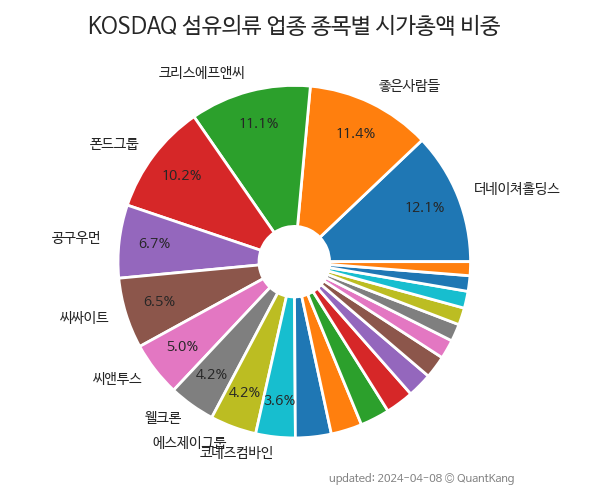 KOSDAQ 섬유의류 업종 종목별 시가총액 비중
크리스에프앤씨
좋은사람들
11.1%
11.4%
폰드그룹
10.2%
더네이쳐홀딩스
12.1%
공구우먼
6.7%
씨싸이트
6.5%
씨앤투스
5.0%
4.2%
4.2%
3.6%
웰크론
에스제이그룹
코데즈컴바인
updated: 2024-04-08 © QuantKang